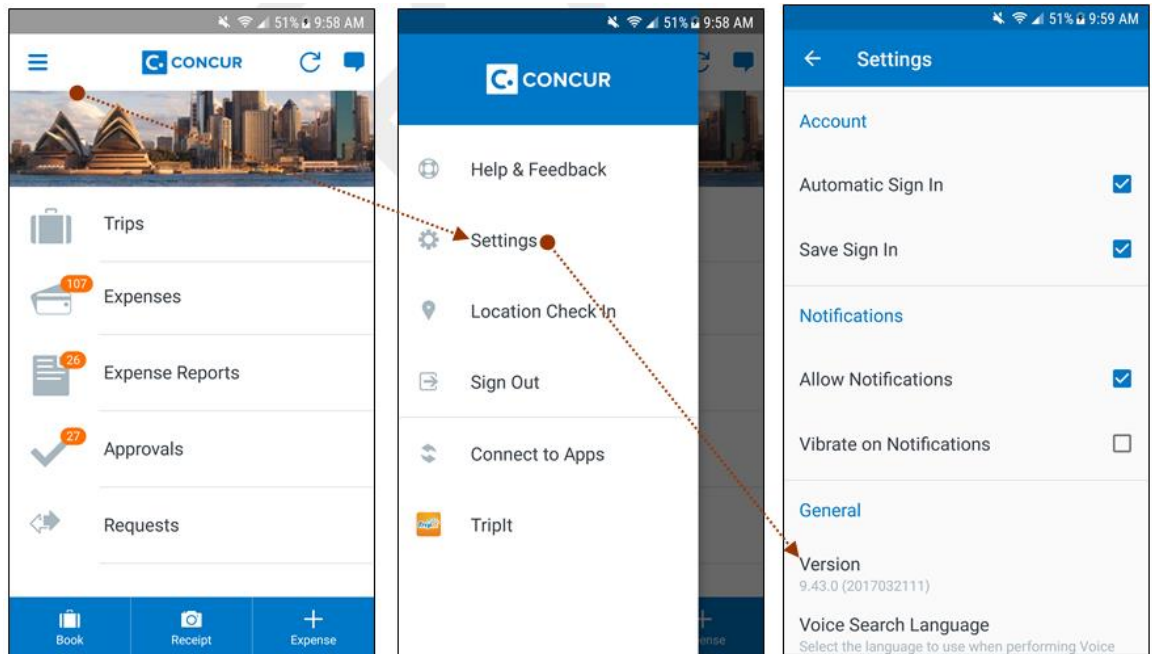 51% 9:58 AM
C. CONCUR
Trips
107
Expenses
26
Expense Reports
27
Approvals
Requests
Book
Receipt
Expense
51% 9:58 AM
C. CONCUR
Help & Feedback
Settings
Location Check In
Sign Out
Connect to Apps
TripIt
ense
51% 9:59 AM
Settings
Account
Automatic Sign In
Save Sign In
Notifications
Allow Notifications
Vibrate on Notifications
General
Version
9.43.0 (2017032111)
Voice Search Language
Select the language to use when performing Voice